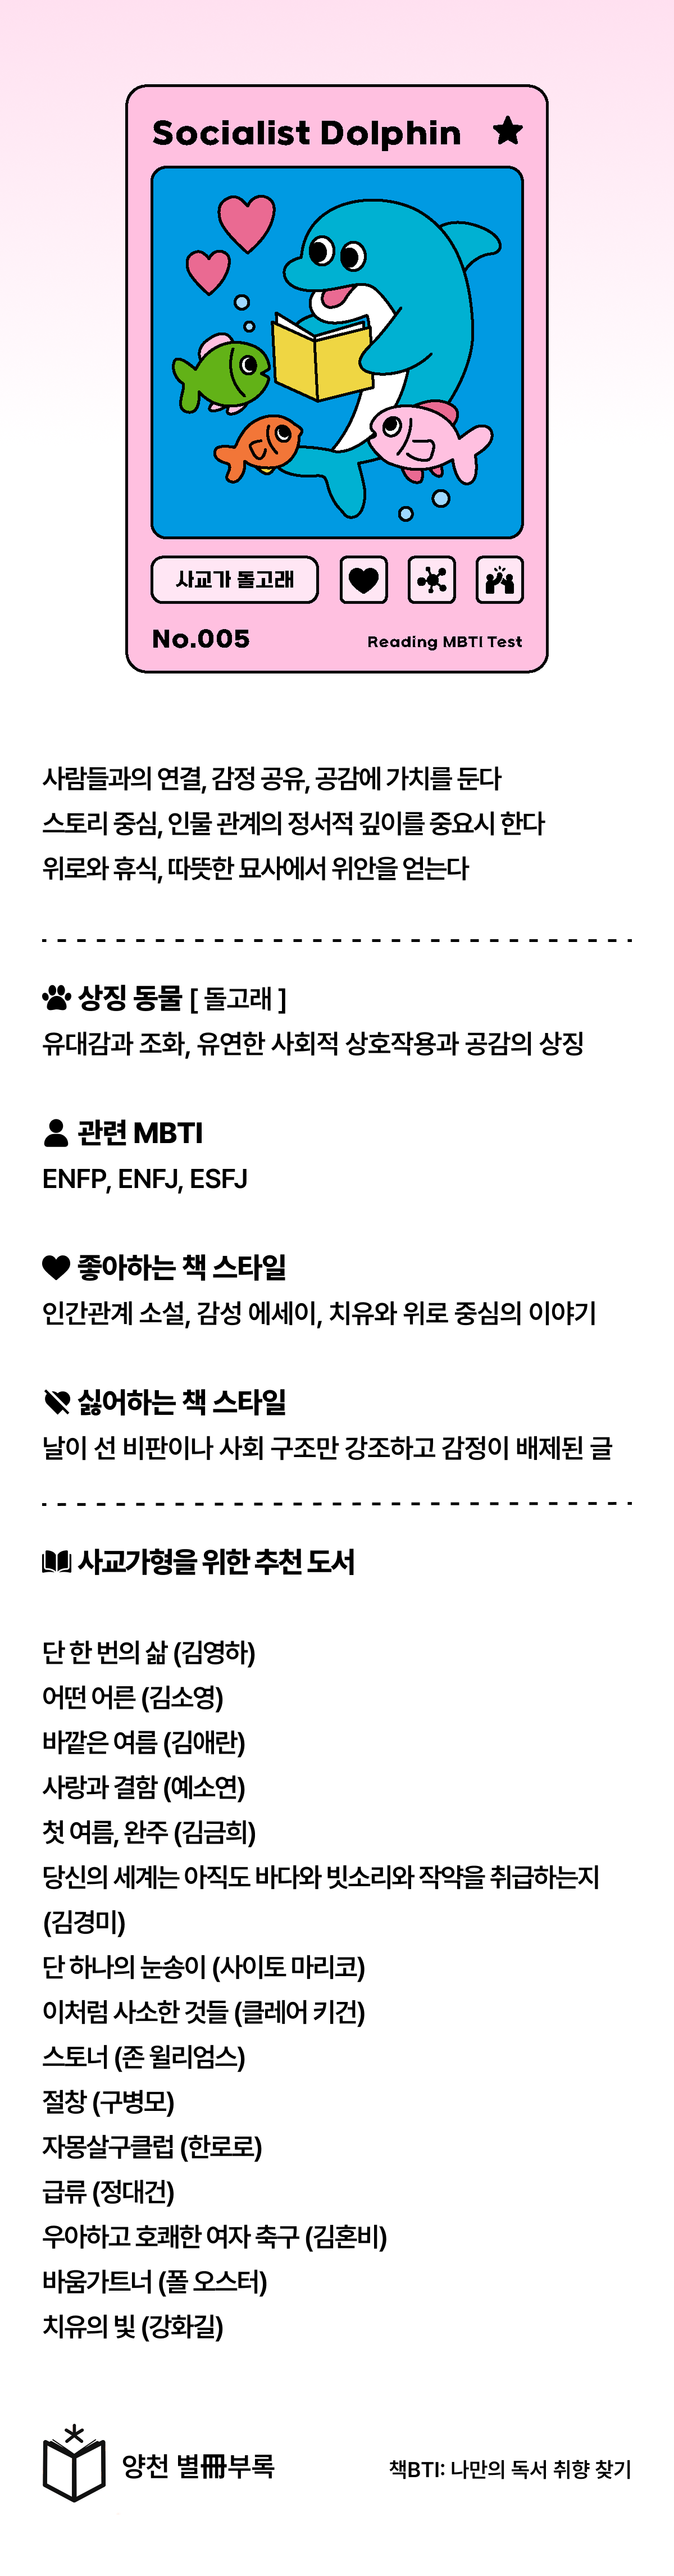 Socialist Dolphin
사교가 돌고래
No.005
Reading MBTI Test
사람들과의 연결, 감정 공유, 공감에 가치를 둔다
스토리 중심, 인물 관계의 정서적 깊이를 중요시 한다
위로와 휴식, 따뜻한 묘사에서 위안을 얻는다
상징 동물 [ 돌고래 ]
유대감과 조화, 유연한 사회적 상호작용과 공감의 상징
관련 MBTI
ENFP, ENFJ, ESFJ
좋아하는 책 스타일
인간관계 소설, 감성 에세이, 치유와 위로 중심의 이야기
싫어하는 책 스타일
날이 선 비판이나 사회 구조만 강조하고 감정이 배제된 글
사교가형을 위한 추천 도서
단 한 번의 삶 (김영하)
어떤 어른 (김소영)
바깥은 여름 (김애란)
사랑과 결함 (예소연)
첫 여름, 완주 (김금희)
당신의 세계는 아직도 바다와 빗소리와 작약을 취급하는지
(김경미)
단 하나의 눈송이 (사이토 마리코)
이처럼 사소한 것들 (클레어 키건)
스토너 (존 윌리엄스)
절창 (구병모)
자몽살구클럽 (한로로)
급류 (정대건)
우아하고 호쾌한 여자 축구 (김혼비)
바움가트너 (폴 오스터)
치유의 빛 (강화길)
양천 별冊부록
책BTI: 나만의 독서 취향 찾기